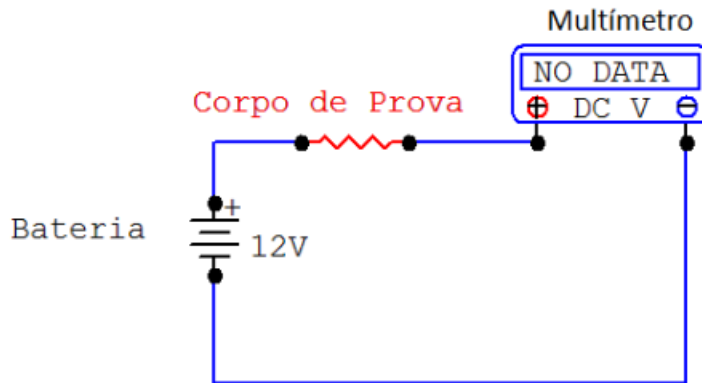 Multímetro
NO DATA
+ DC V −
Corpo de Prova
+
Bateria
12V